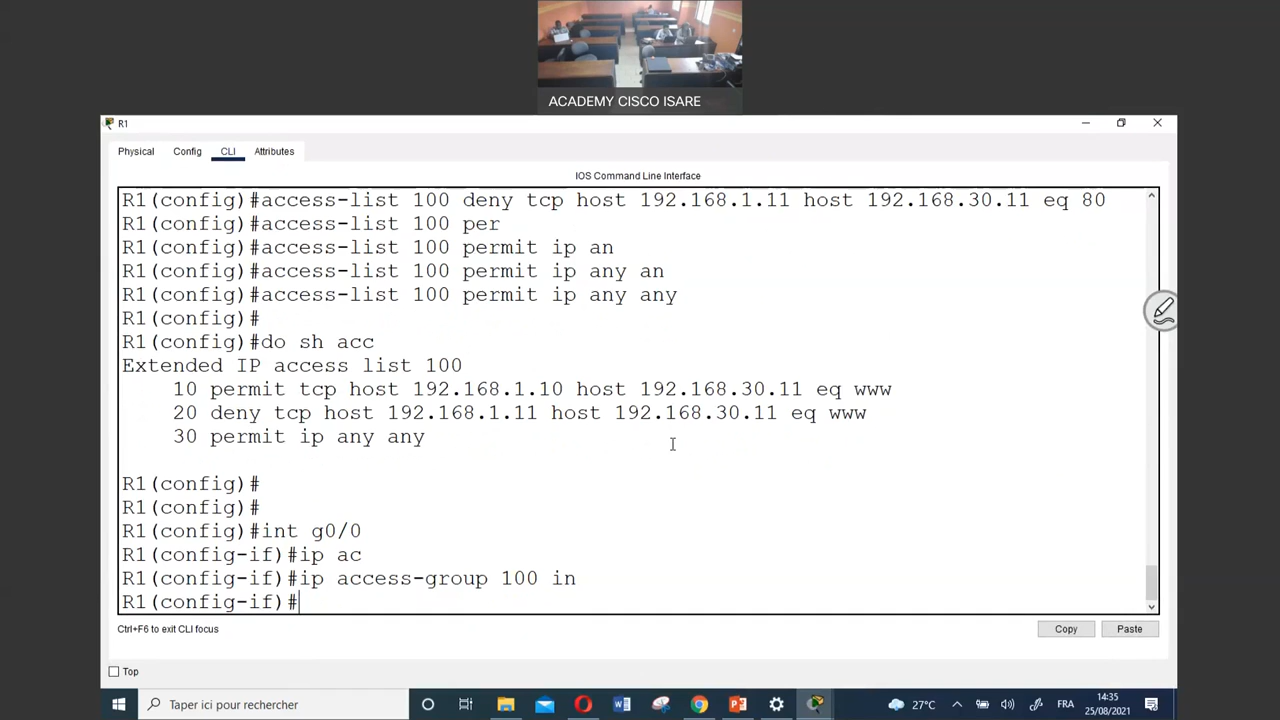 ACADEMY CISCO ISARE
R1
Physical Config CLI Attributes
IOS Command Line Interface
R1(config)#access-list 100 deny tcp host 192.168.1.11 host 192.168.30.11 eq 80
R1(config)#access-list 100 per
R1(config)#access-list 100 permit ip an
R1(config)#access-list 100 permit ip any an
R1(config)#access-list 100 permit ip any any
R1(config)#
R1(config)#do sh acc
Extended IP access list 100
10 permit tcp host 192.168.1.10 host 192.168.30.11 eq www
20 deny tcp host 192.168.1.11 host 192.168.30.11 eq www
30 permit ip any any
R1(config)#
R1(config)#
R1(config)#int g0/0
R1(config-if)#ip ac
R1(config-if)#ip access-group 100 in
R1(config-if)#
Ctrl+F6 to exit CLI focus
Copy Paste
Top
Taper ici pour rechercher
27°C
FRA
14:35
25/08/2021